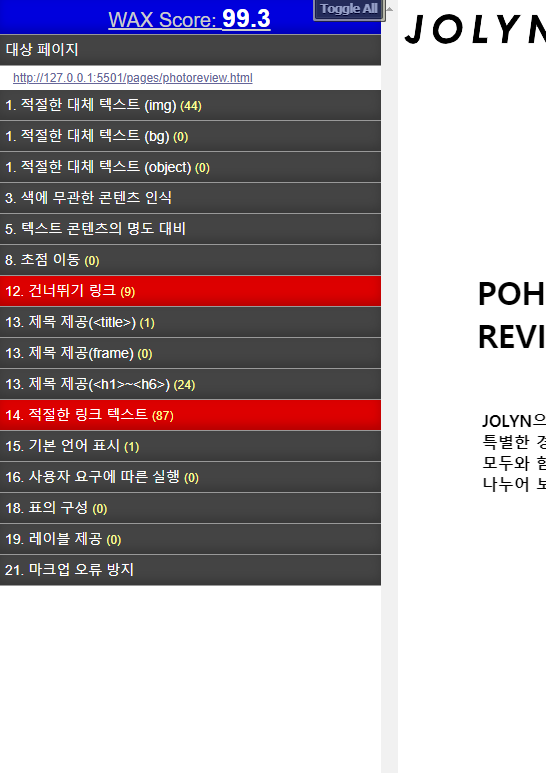 WAX Score: 99.3
Toggle All
대상 페이지
http://127.0.0.1:5501/pages/photoreview.html
1. 적절한 대체 텍스트 (img) (44)
1. 적절한 대체 텍스트 (bg) (0)
1. 적절한 대체 텍스트 (object) (0)
3. 색에 무관한 콘텐츠 인식
5. 텍스트 콘텐츠의 명도 대비
8. 초점 이동 (0)
12. 건너뛰기 링크 (9)
13. 제목 제공(<title>) (1)
13. 제목 제공(frame) (0)
13. 제목 제공(<h1>~<h6>) (24)
14. 적절한 링크 텍스트 (87)
15. 기본 언어 표시 (1)
16. 사용자 요구에 따른 실행 (0)
18. 표의 구성 (0)
19. 레이블 제공 (0)
21. 마크업 오류 방지
JOLYN
POH
REVI
JOLYN으
특별한
모두와
나누어